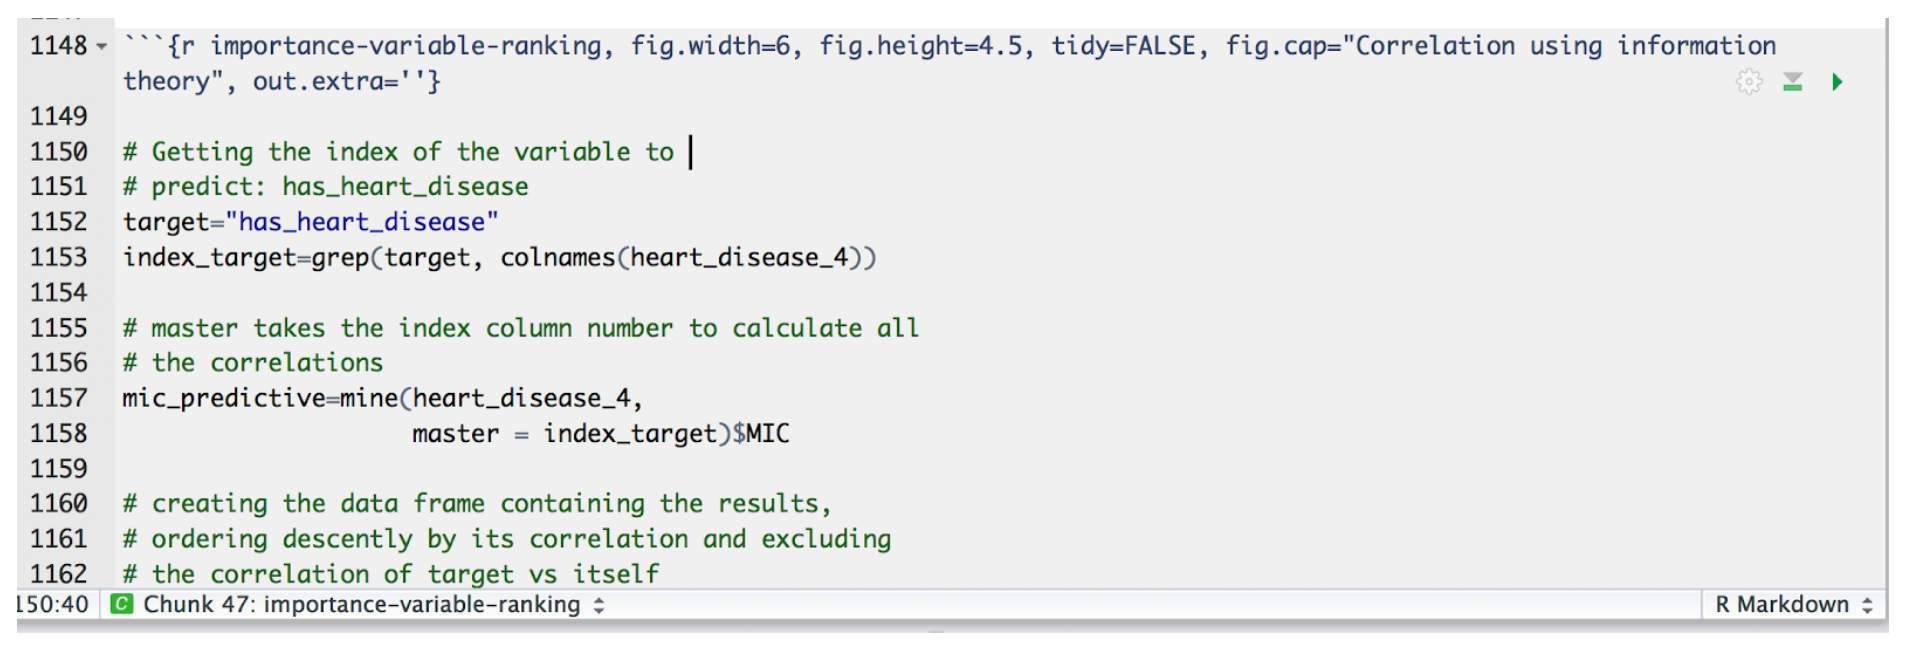 1148 ```{r importance-variable-ranking, fig.width=6, fig.height=4.5, tidy=FALSE, fig.cap="Correlation using information
theory", out.extra=''}
1149
1150 # Getting the index of the variable to
1151 # predict: has_heart_disease
1152 target="has_heart_disease"
1153 index_target=grep(target, colnames(heart_disease_4))
1154
1155 # master takes the index column number to calculate all
1156 # the correlations
1157 mic_predictive=mine(heart_disease_4,
1158                     master = index_target)$MIC
1159
1160 # creating the data frame containing the results,
1161 # ordering descently by its correlation and excluding
1162 # the correlation of target vs itself
150:40 C Chunk 47: importance-variable-ranking R Markdown